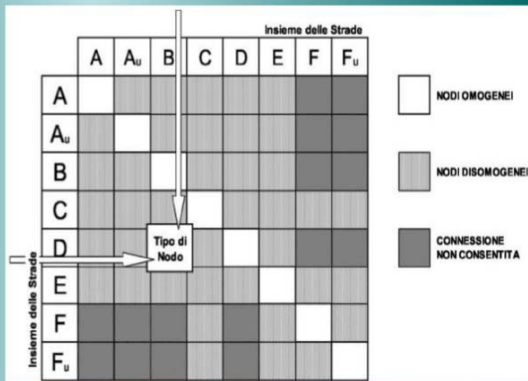 Insieme delle Strade
A Au B C D E F Fu
A
Au
B
C
D
E
F
Fu
Tipo di
Nodo
Insieme delle Strade
NODI OMOGENEI
NODI DISOMOGENEI
CONNESSIONE
NON CONSENTITA